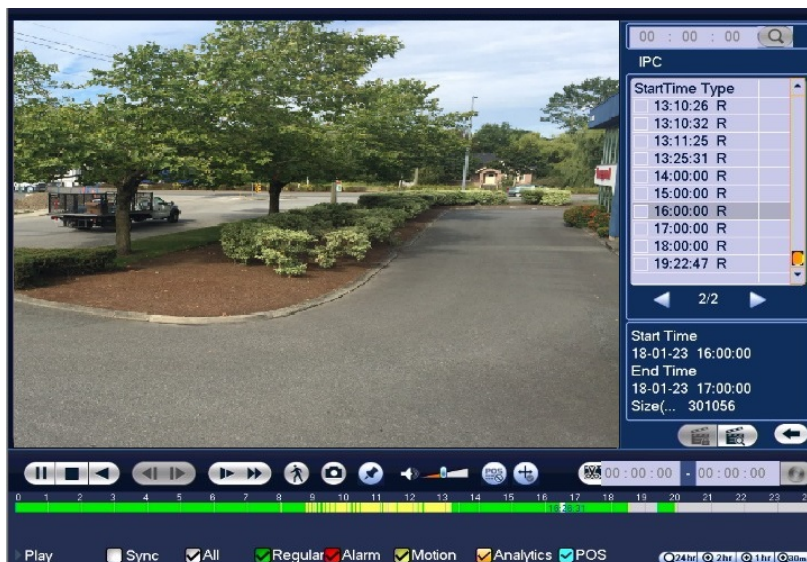 00 : 00 : 00
IPC
StartTime Type
13:10:26 R
13:10:32 R
13:11:25 R
13:25:31 R
14:00:00 R
15:00:00 R
16:00:00 R
17:00:00 R
18:00:00 R
19:22:47 R
2/2
Start Time
18-01-23 16:00:00
End Time
18-01-23 17:00:00
Size(... 301056
POS
00 : 00 : 00 - 00 : 00 : 00
0 1 2 3 4 5 6 7 8 9 10 11 12 13 14 15 16 17 18 19 20 21 22 23
Play Sync All Regular Alarm Motion Analytics POS 24hr 2hr 1hr 30m